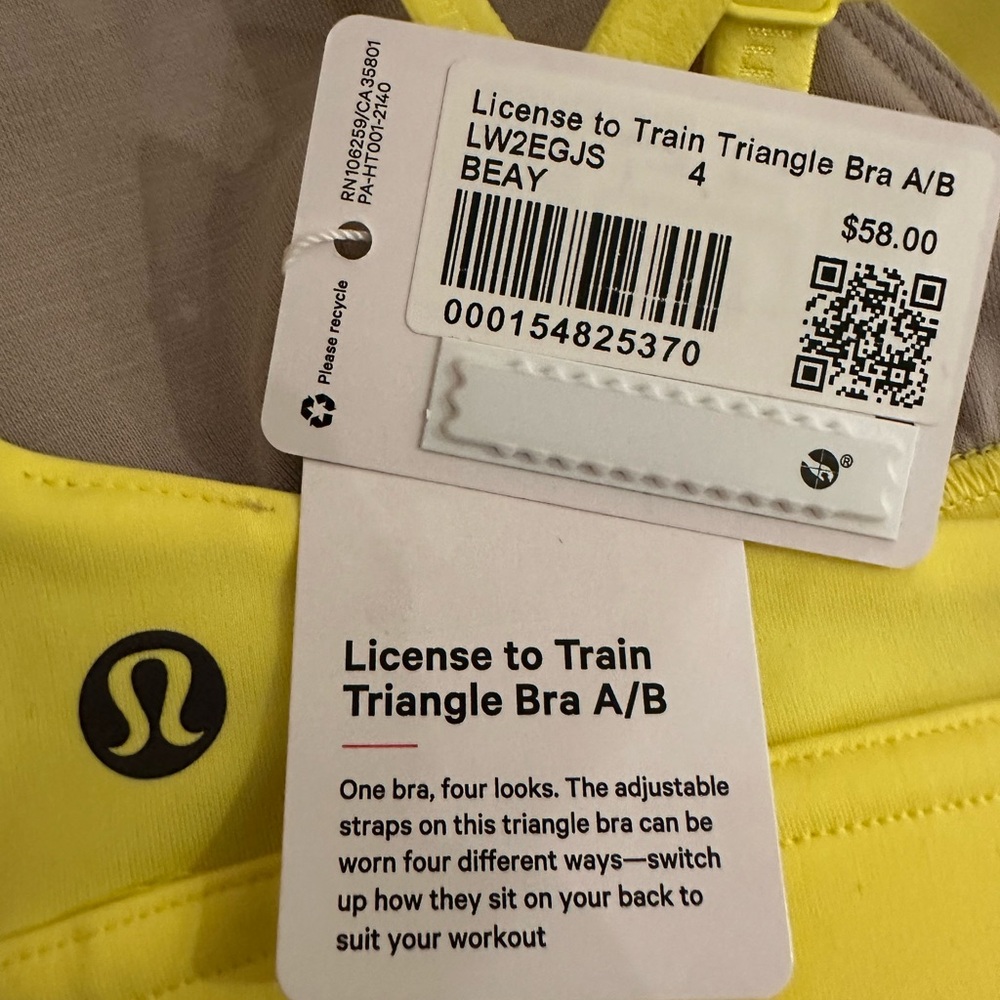 RN106259/CA35801
PA-HT001-2140
Please recycle
License to Train Triangle Bra A/B
LW2EGJS 4
BEAY
$58.00
000154825370
®
License to Train
Triangle Bra A/B
One bra, four looks. The adjustable
straps on this triangle bra can be
worn four different ways—switch
up how they sit on your back to
suit your workout